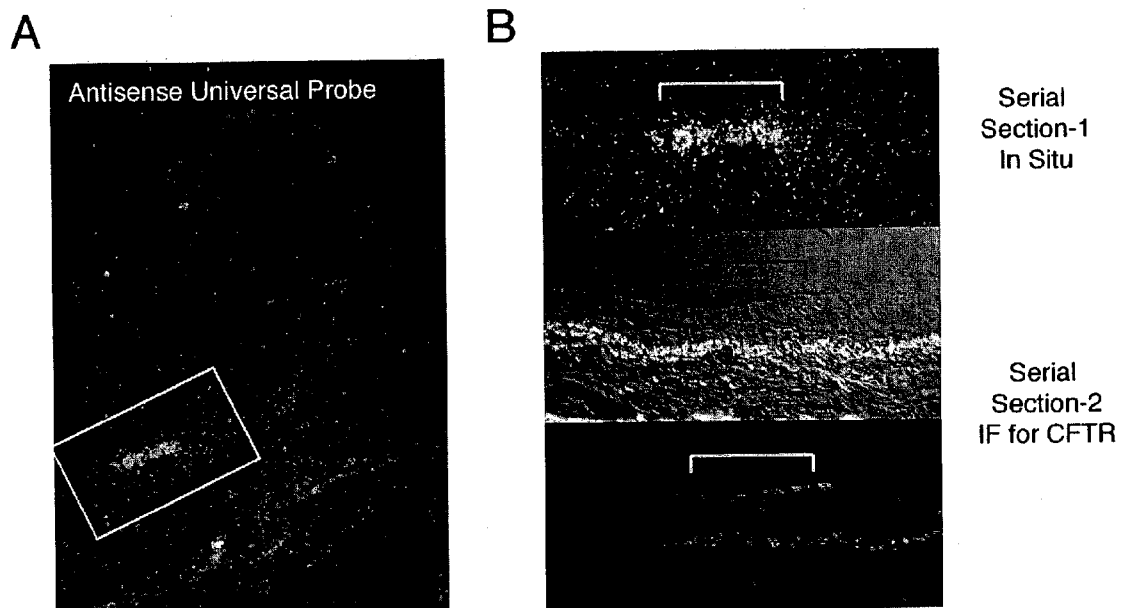 A
B
Antisense Universal Probe
Serial
Section-1
In Situ
Serial
Section-2
IF for CFTR